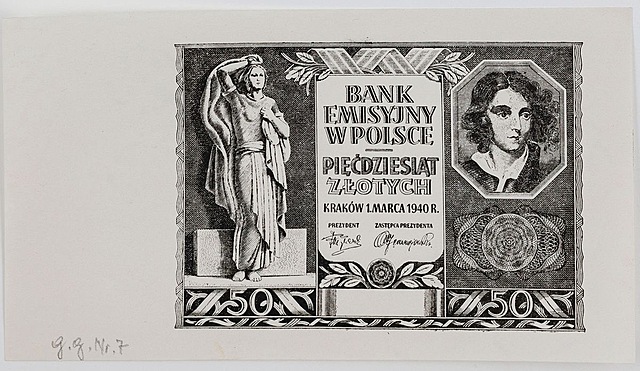 BANK
EMISYJNY
W POLSCE
PIĘĆDZIESIĄT
ZŁOTYCH
KRAKÓW 1. MARCA 1940 R.
PREZYDENT ZASTĘPCA PREZYDENTA
50 50
g.g. Nr. 7